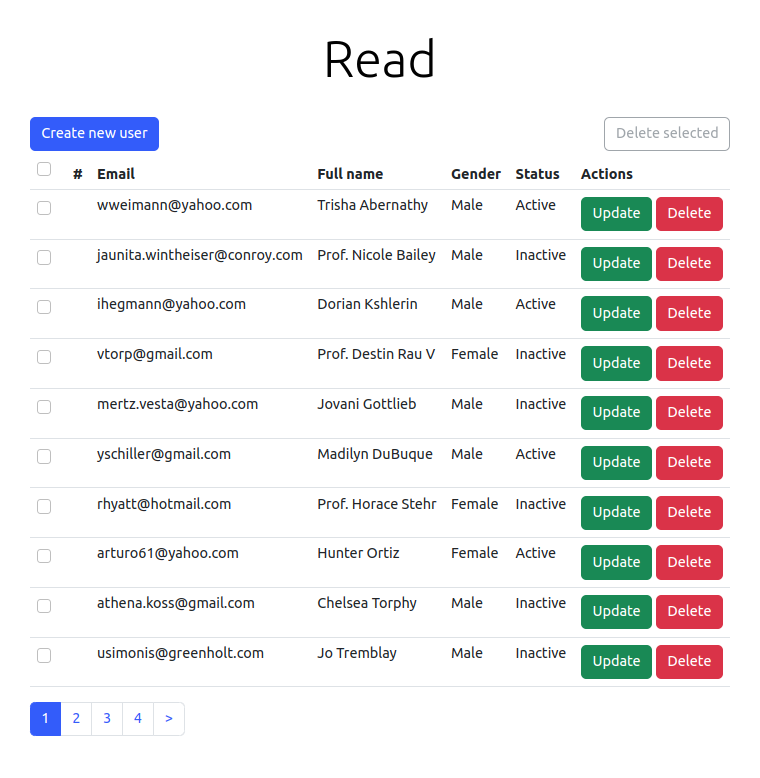 Read
Create new user Delete selected
# Email Full name Gender Status Actions
wweimann@yahoo.com Trisha Abernathy Male Active Update Delete
jaunita.wintheiser@conroy.com Prof. Nicole Bailey Male Inactive Update Delete
ihegmann@yahoo.com Dorian Kshlerin Male Active Update Delete
vtorp@gmail.com Prof. Destin Rau V Female Inactive Update Delete
mertz.vesta@yahoo.com Jovani Gottlieb Male Inactive Update Delete
yschiller@gmail.com Madilyn DuBuque Male Active Update Delete
rhyatt@hotmail.com Prof. Horace Stehr Female Inactive Update Delete
arturo61@yahoo.com Hunter Ortiz Female Active Update Delete
athena.koss@gmail.com Chelsea Torphy Male Inactive Update Delete
usimonis@greenholt.com Jo Tremblay Male Inactive Update Delete
1 2 3 4 >